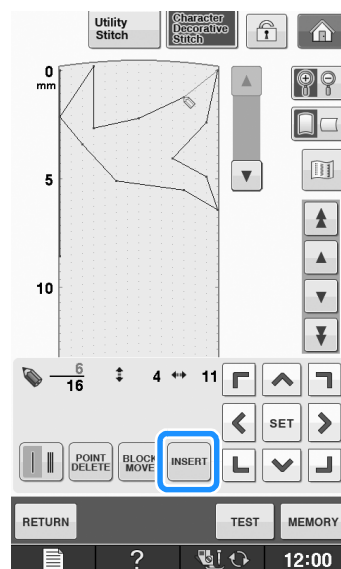 Utility
Stitch
Character
Decorative
Stitch
0
mm
5
10
6
16
4
11
SET
POINT
DELETE
BLOCK
MOVE
INSERT
RETURN
TEST
MEMORY
?
12:00